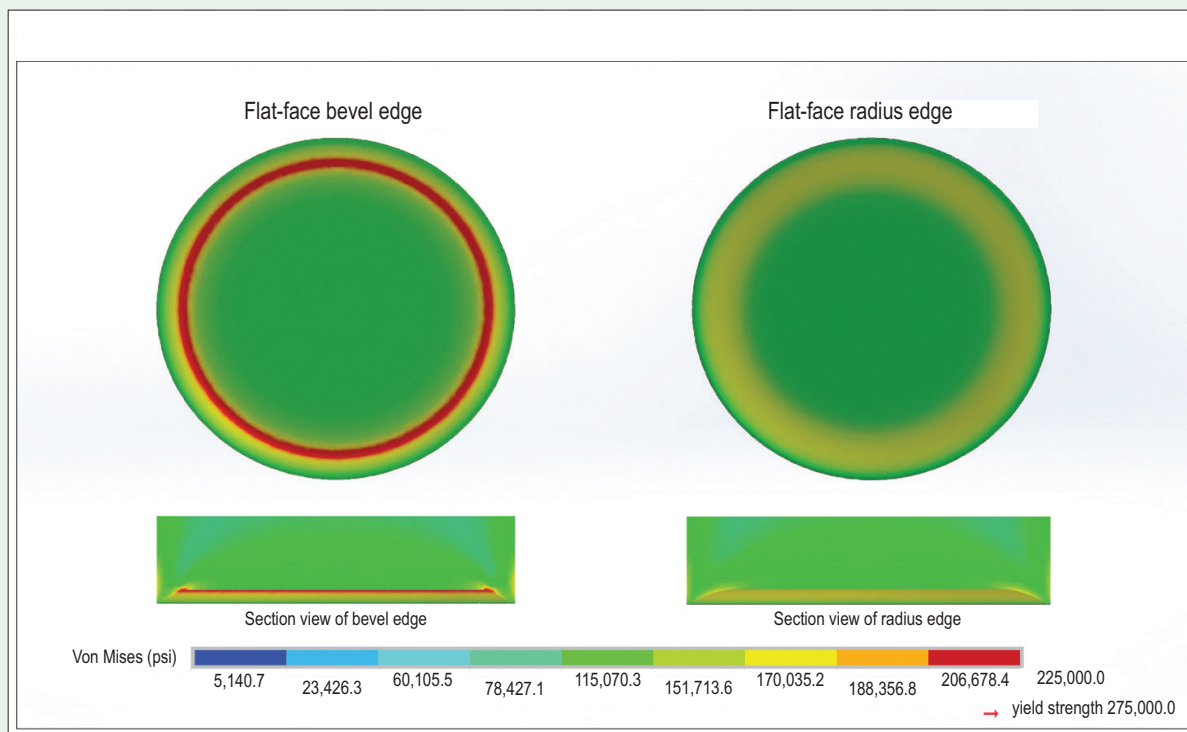 Flat-face bevel edge
Flat-face radius edge
Section view of bevel edge
Section view of radius edge
Von Mises (psi)
5,140.7
23,426.3
60,105.5
78,427.1
115,070.3
151,713.6
170,035.2
188,356.8
206,678.4
225,000.0
→ yield strength 275,000.0